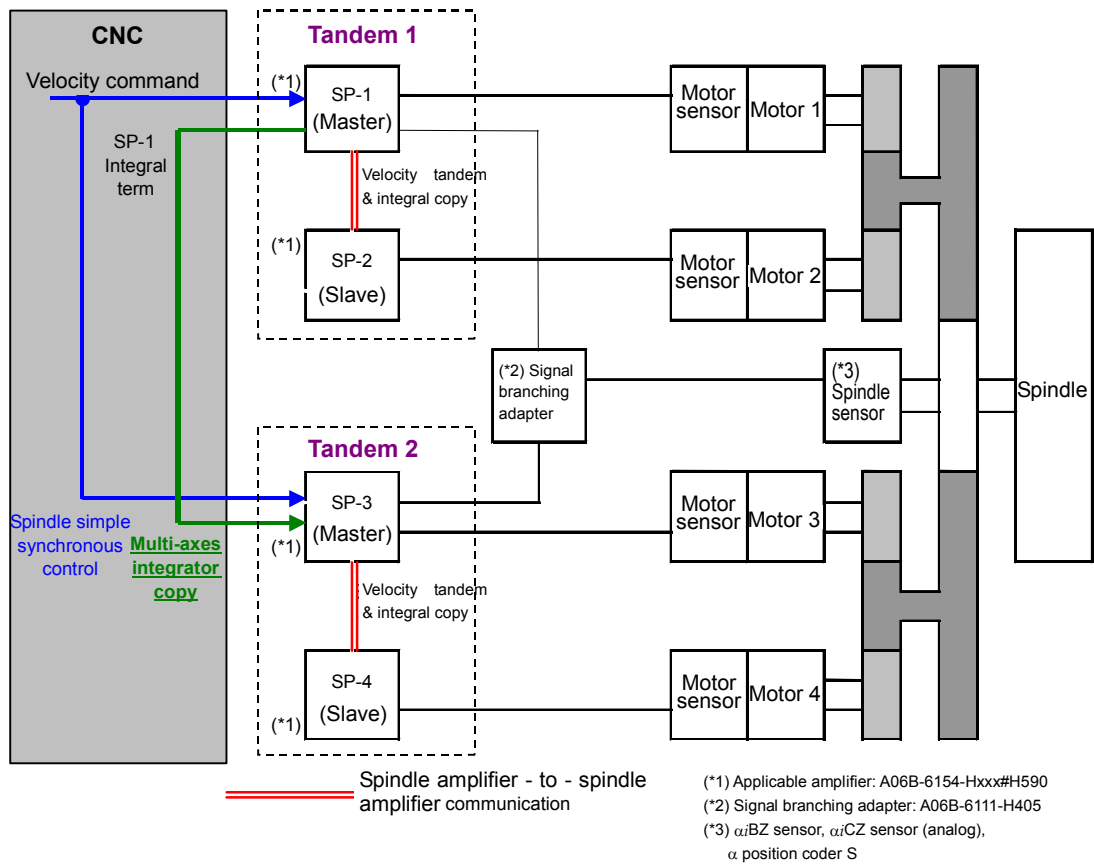 CNC
Velocity command
SP-1
Integral
term
Spindle simple
synchronous
control
Multi-axes
integrator
copy
Tandem 1
(*1)
SP-1
(Master)
Velocity tandem
& integral copy
(*1)
SP-2
(Slave)
Motor
sensor
Motor 1
Motor
sensor
Motor 2
(*2) Signal
branching
adapter
(*3)
Spindle
sensor
Spindle
Tandem 2
SP-3
(Master)
(*1)
Velocity tandem
& integral copy
SP-4
(Slave)
(*1)
Motor
sensor
Motor 3
Motor
sensor
Motor 4
Spindle amplifier - to - spindle
amplifier communication
(*1) Applicable amplifier: A06B-6154-Hxxx#H590
(*2) Signal branching adapter: A06B-6111-H405
(*3) αiBZ sensor, αiCZ sensor (analog),
α position coder S